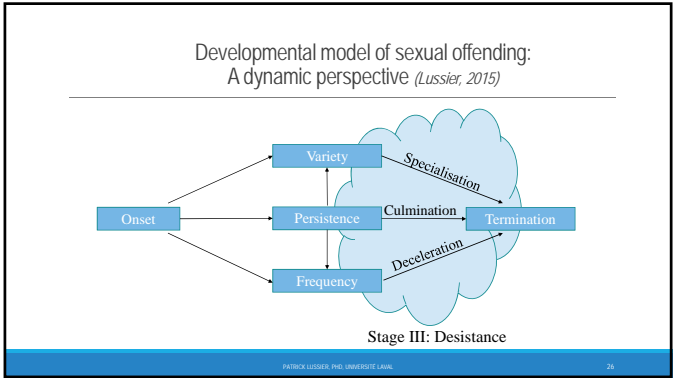 Developmental model of sexual offending:
A dynamic perspective (Lussier, 2015)
Variety
Specialisation
Onset
Persistence
Culmination
Termination
Deceleration
Frequency
Stage III: Desistance
PATRICK LUSSIER, PHD, UNIVERSITÉ LAVAL
26